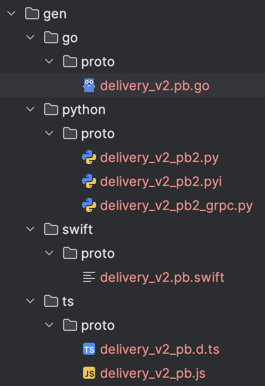 gen
go
proto
delivery_v2.pb.go
python
proto
delivery_v2_pb2.py
delivery_v2_pb2.pyi
delivery_v2_pb2_grpc.py
swift
proto
delivery_v2.pb.swift
ts
proto
TS delivery_v2_pb.d.ts
JS delivery_v2_pb.js